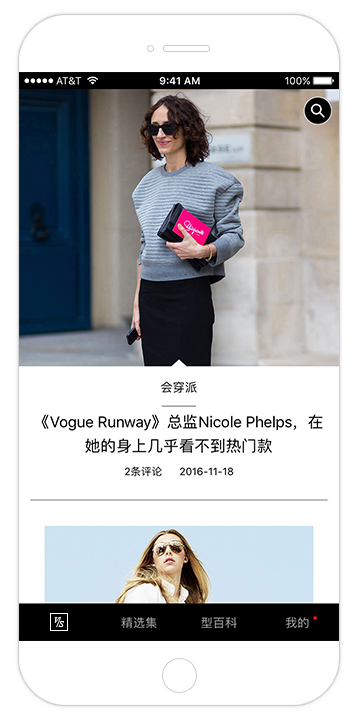 AT&T 9:41 AM 100%
会穿派
《Vogue Runway》总监Nicole Phelps，在
她的身上几乎看不到热门款
2条评论 2016-11-18
精选集 型百科 我的